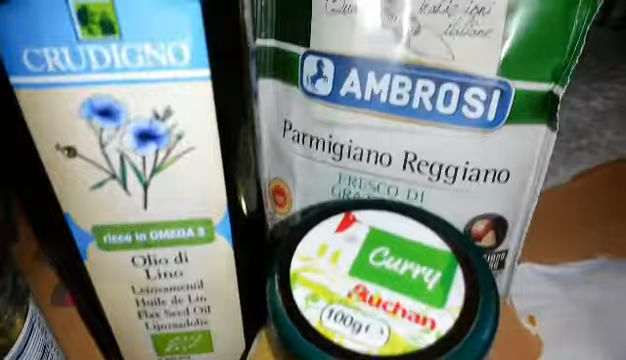 CRUDIGNO
ricco in OMEGA 3
Olio di
Lino
Leinsamenöl
Huile de Lin
Flax Seed Oil
italiane
AMBROSI
Parmigiano Reggiano
FRESCO DI
Curry
Auchan
100g